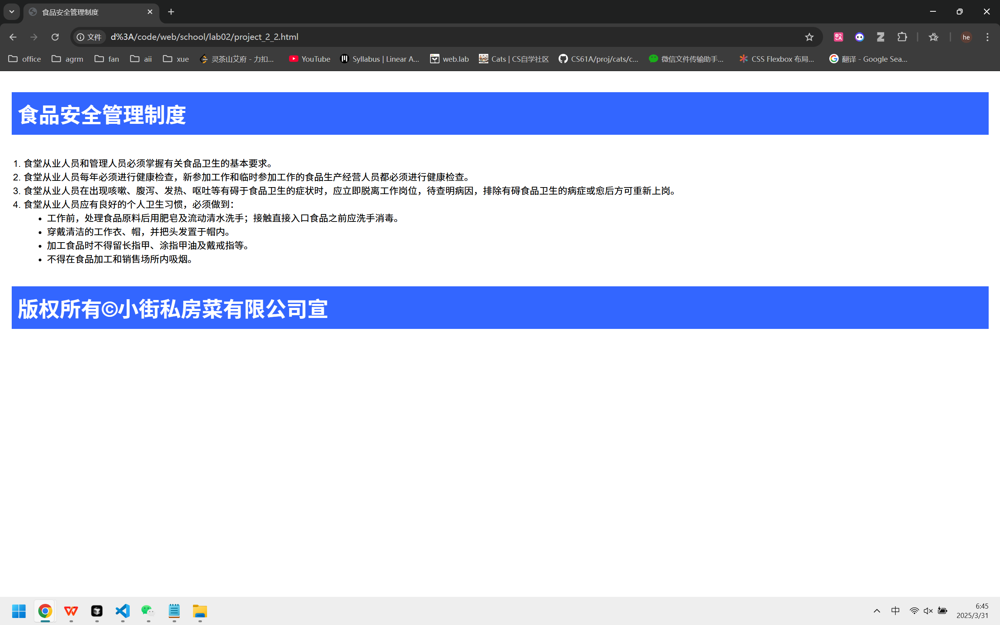 食品安全管理制度
文件 d%3A/code/web/school/lab02/project_2_2.html
he
office agrm fan aii xue 灵茶山艾府 - 力扣... YouTube Syllabus | Linear A... web.lab Cats | CS自学社区 CS61A/proj/cats/c... 微信文件传输助手... CSS Flexbox 布局... 翻译 - Google Sea...
食品安全管理制度
1. 食堂从业人员和管理人员必须掌握有关食品卫生的基本要求。
2. 食堂从业人员每年必须进行健康检查，新参加工作和临时参加工作的食品生产经营人员都必须进行健康检查。
3. 食堂从业人员在出现咳嗽、腹泻、发热、呕吐等有碍于食品卫生的症状时，应立即脱离工作岗位，待查明病因，排除有碍食品卫生的病症或愈后方可重新上岗。
4. 食堂从业人员应有良好的个人卫生习惯，必须做到：
• 工作前，处理食品原料后用肥皂及流动清水洗手；接触直接入口食品之前应洗手消毒。
• 穿戴清洁的工作衣、帽，并把头发置于帽内。
• 加工食品时不得留长指甲、涂指甲油及戴戒指等。
• 不得在食品加工和销售场所内吸烟。
版权所有©小街私房菜有限公司宣
中
6:45
2025/3/31